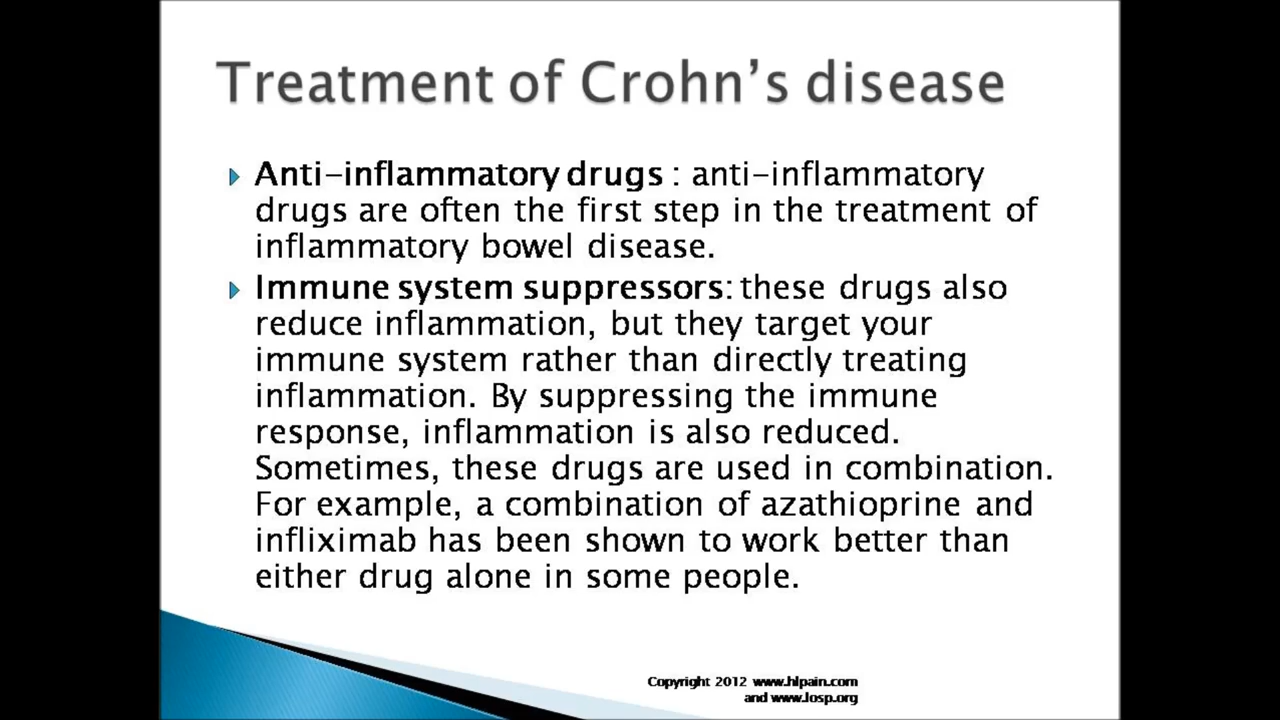 Treatment of Crohn's disease
Anti-inflammatory drugs : anti-inflammatory
drugs are often the first step in the treatment of
inflammatory bowel disease.
Immune system suppressors: these drugs also
reduce inflammation, but they target your
immune system rather than directly treating
inflammation. By suppressing the immune
response, inflammation is also reduced.
Sometimes, these drugs are used in combination.
For example, a combination of azathioprine and
infliximab has been shown to work better than
either drug alone in some people.
Copyright 2012 www.hlpain.com
and www.losp.org